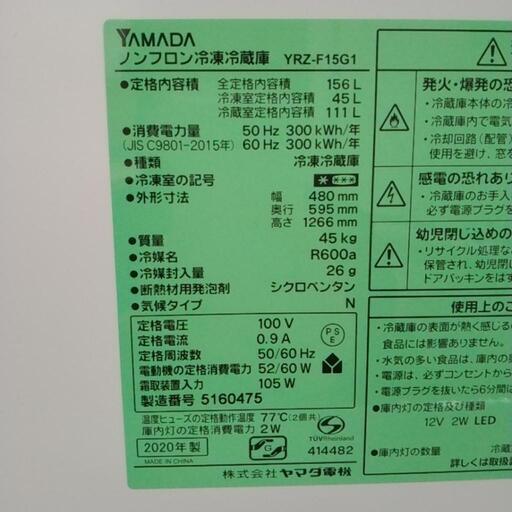 YAMADA
ノンフロン冷凍冷蔵庫 YRZ-F15G1
●定格内容積 全定格内容積 156 L
冷凍室定格内容積 45 L
冷蔵室定格内容積 111 L
●消費電力量 50 Hz 300 kWh/年
(JIS C9801-2015年) 60 Hz 300 kWh/年
●種類 冷凍冷蔵庫
●冷凍室の記号
●外形寸法 幅 480 mm
奥行 595 mm
高さ 1266 mm
●質量 45 kg
●冷媒名 R600a
●冷媒封入量 26 g
●断熱材用発泡剤 シクロペンタン
●気候タイプ N
定格電圧 100 V
定格電流 0.9 A
定格周波数 50/60 Hz
電動機の定格消費電力 52/60 W
霜取装置入力 105 W
製造番号 5160475
PSE
温度ヒューズの定格動作温度 77℃(2個共)
庫内灯の定格消費電力 2W
2020年製
MADE IN CHINA
G
TÜVRheinland
414482
株式会社 ヤマダ電機
発火・爆発の恐
・冷蔵庫本体の冷
・冷蔵庫内で電気
・冷却回路(配管)
使用を避け、窓を
感電の恐れあり
・冷蔵庫のお手入
必ず電源プラグを
幼児閉じ込めの
・リサイクル処理な
保管され、幼児に
ドアパッキンをはず
使用上のご
・冷蔵庫の表面が熱く感じる
食品には影響ありません。
・水気の多い食品は、庫内の
・電源は、必ずコンセントから
・電源プラグを抜いたら6分間
・庫内灯の定格及び種類
12V 2W LED
・庫内灯の数量
詳しくは取扱